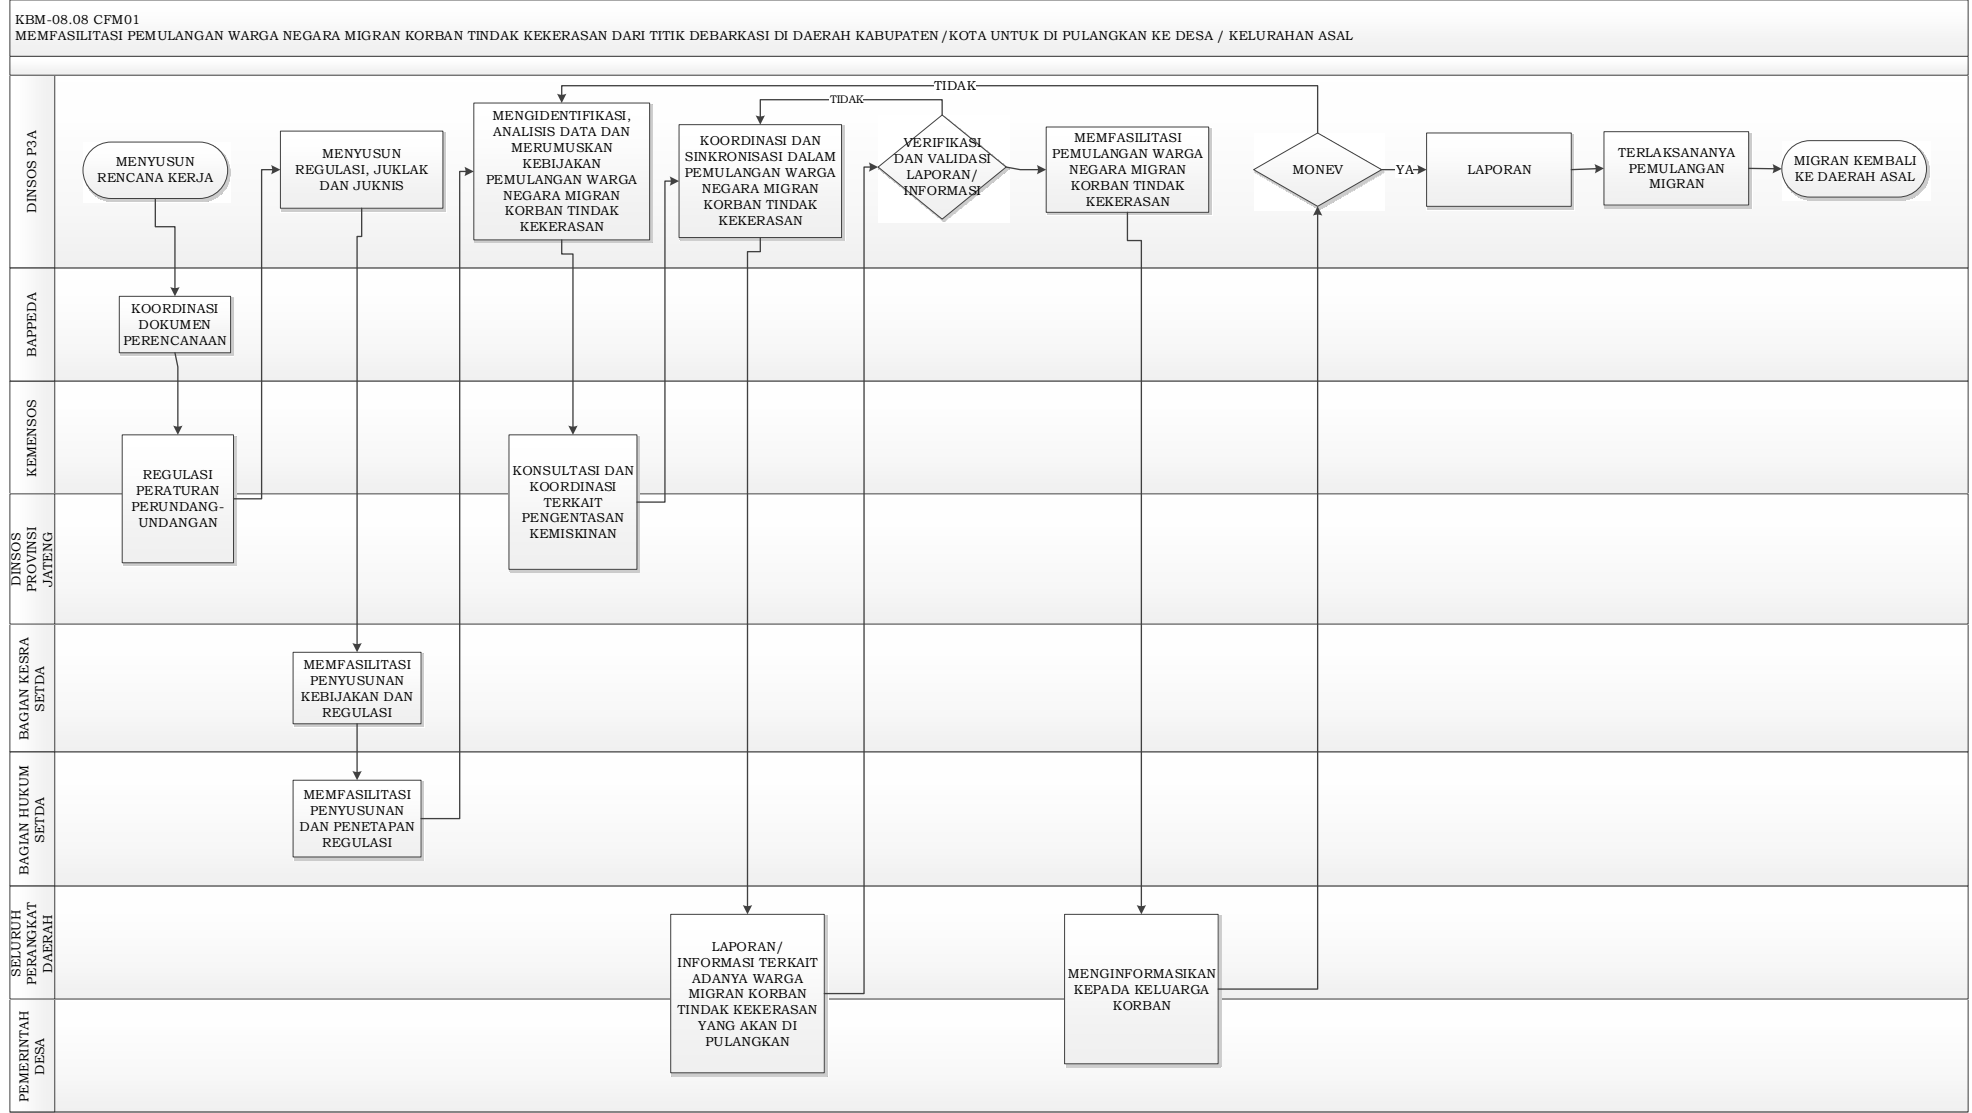 KBM-08.08 CFM01
MEMFASILITASI PEMULANGAN WARGA NEGARA MIGRAN KORBAN TINDAK KEKERASAN DARI TITIK DEBARKASI DI DAERAH KABUPATEN/KOTA UNTUK DI PULANGKAN KE DESA / KELURAHAN ASAL
DINSOS P3A
MENYUSUN
RENCANA KERJA
MENYUSUN
REGULASI, JUKLAK
DAN JUKNIS
MENGIDENTIFIKASI,
ANALISIS DATA DAN
MERUMUSKAN
KEBIJAKAN
PEMULANGAN WARGA
NEGARA MIGRAN
KORBAN TINDAK
KEKERASAN
TIDAK
TIDAK
KOORDINASI DAN
SINKRONISASI DALAM
PEMULANGAN WARGA
NEGARA MIGRAN
KORBAN TINDAK
KEKERASAN
VERIFIKASI
DAN VALIDASI
LAPORAN/
INFORMASI
MEMFASILITASI
PEMULANGAN WARGA
NEGARA MIGRAN
KORBAN TINDAK
KEKERASAN
MONEV
YA
LAPORAN
TERLAKSANANYA
PEMULANGAN
MIGRAN
MIGRAN KEMBALI
KE DAERAH ASAL
BAPPEDA
KOORDINASI
DOKUMEN
PERENCANAAN
KEMENSOS
REGULASI
PERATURAN
PERUNDANG-
UNDANGAN
KONSULTASI DAN
KOORDINASI
TERKAIT
PENGENTASAN
KEMISKINAN
DINSOS
PROVINSI
JATENG
BAGIAN KESRA
SETDA
MEMFASILITASI
PENYUSUNAN
KEBIJAKAN DAN
REGULASI
BAGIAN HUKUM
SETDA
MEMFASILITASI
PENYUSUNAN
DAN PENETAPAN
REGULASI
SELURUH
PERANGKAT
DAERAH
LAPORAN/
INFORMASI TERKAIT
ADANYA WARGA
MIGRAN KORBAN
TINDAK KEKERASAN
YANG AKAN DI
PULANGKAN
MENGINFORMASIKAN
KEPADA KELUARGA
KORBAN
PEMERINTAH
DESA